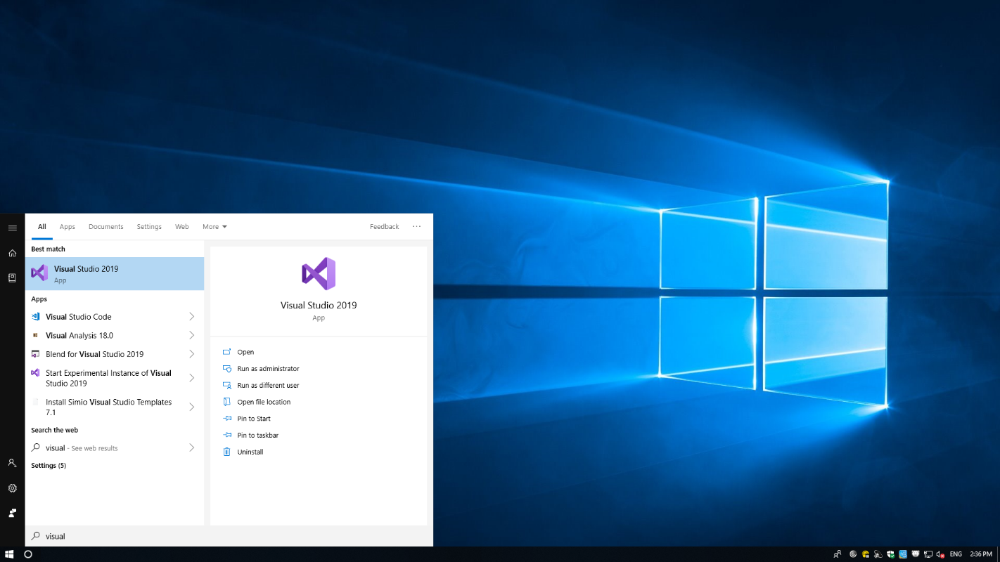 All Apps Documents Settings Web More Feedback ...
Best match
Visual Studio 2019
App
Apps
Visual Studio Code
Visual Analysis 18.0
Blend for Visual Studio 2019
Start Experimental Instance of Visual
Studio 2019
Install Simio Visual Studio Templates
7.1
Search the web
visual - See web results
Settings (5)
Visual Studio 2019
App
Open
Run as administrator
Run as different user
Open file location
Pin to Start
Pin to taskbar
Uninstall
visual
ENG 2:36 PM